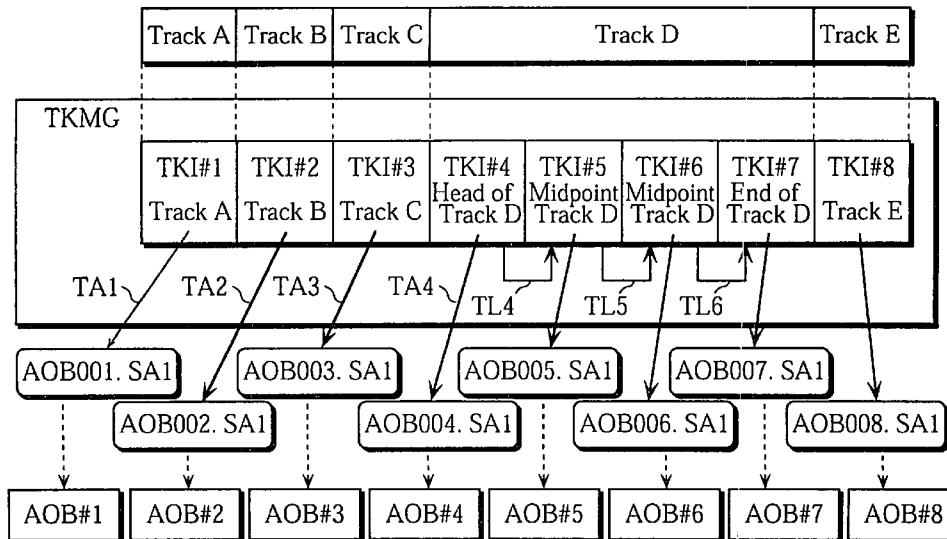 Track A Track B Track C Track D Track E
TKMG
TKI#1 TKI#2 TKI#3 TKI#4 TKI#5 TKI#6 TKI#7 TKI#8
Head of Midpoint Midpoint End of
Track A Track B Track C Track D Track D Track D Track D Track E
TA1 TA2 TA3 TA4 TL4 TL5 TL6
AOB001. SA1 AOB003. SA1 AOB005. SA1 AOB007. SA1
AOB002. SA1 AOB004. SA1 AOB006. SA1 AOB008. SA1
AOB#1 AOB#2 AOB#3 AOB#4 AOB#5 AOB#6 AOB#7 AOB#8